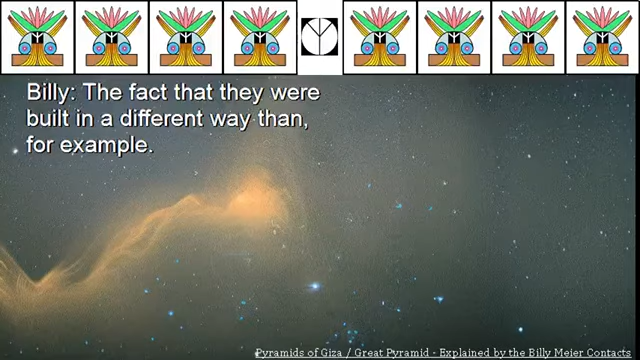 Billy: The fact that they were
built in a different way than,
for example.
Pyramids of Giza / Great Pyramid - Explained by the Billy Meier Contacts